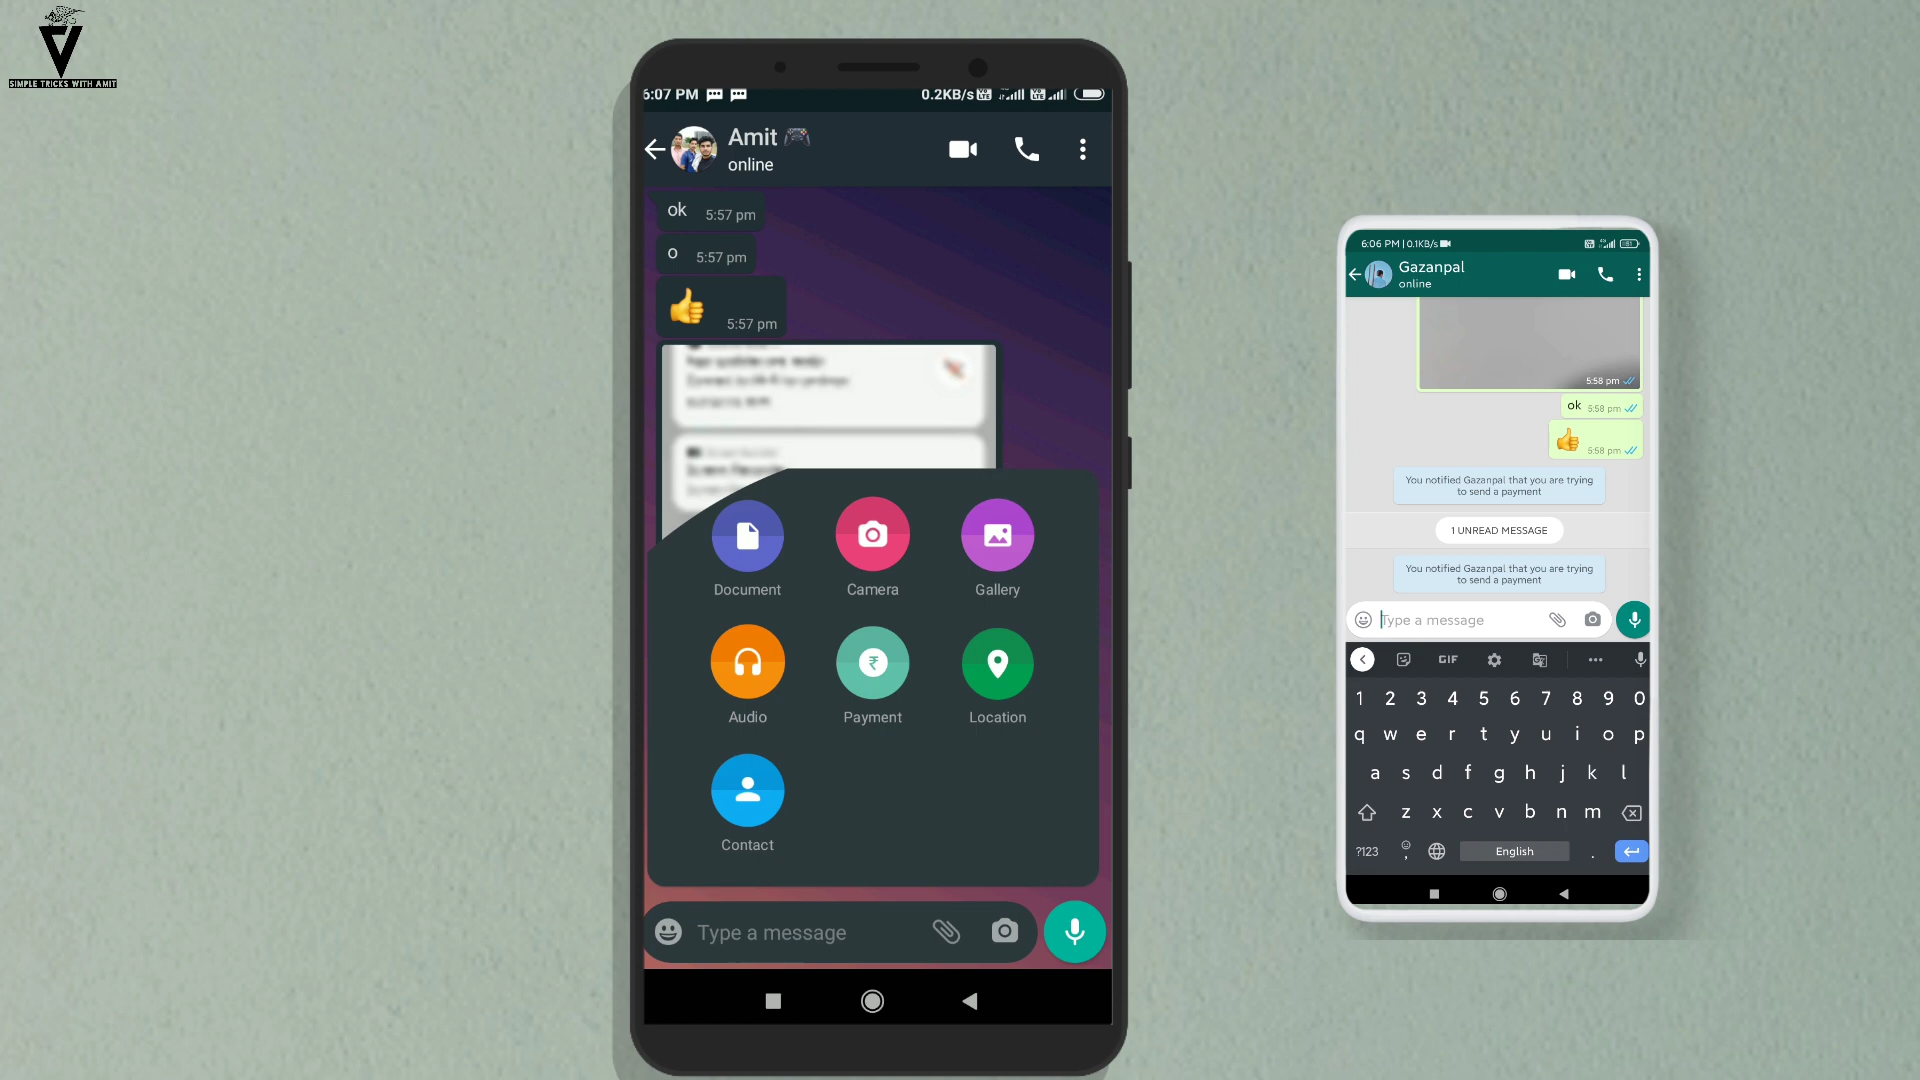 SIMPLE TRICKS WITH AMIT
6:07 PM
0.2KB/s
Amit 🎮
online
ok 5:57 pm
o 5:57 pm
👍 5:57 pm
Document
Camera
Gallery
Audio
Payment
Location
Contact
Type a message
6:06 PM | 0.1KB/s
Gazanpal
online
5:58 pm
ok 5:58 pm
👍 5:58 pm
You notified Gazanpal that you are trying
to send a payment
1 UNREAD MESSAGE
You notified Gazanpal that you are trying
to send a payment
Type a message
GIF
1 2 3 4 5 6 7 8 9 0
q w e r t y u i o p
a s d f g h j k l
z x c v b n m
?123 , English .